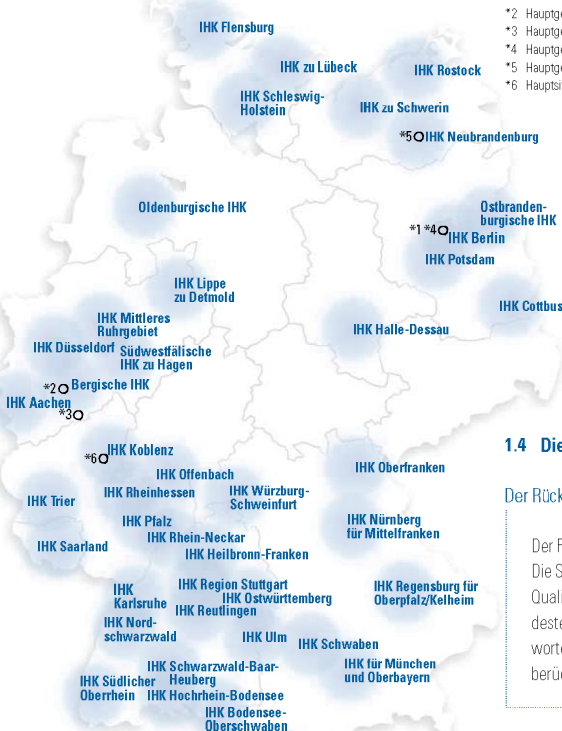 *2 Hauptge
*3 Hauptge
*4 Hauptge
*5 Hauptge
*6 Hauptsi
IHK Flensburg
IHK zu Lübeck
IHK Rostock
IHK Schleswig-
Holstein
IHK zu Schwerin
*5 IHK Neubrandenburg
Oldenburgische IHK
Ostbranden-
burgische IHK
*1 *4
IHK Berlin
IHK Potsdam
IHK Lippe
zu Detmold
IHK Cottbus
IHK Mittleres
Ruhrgebiet
IHK Halle-Dessau
IHK Düsseldorf
Südwestfälische
IHK zu Hagen
*2 Bergische IHK
IHK Aachen
*3
IHK Koblenz
*6
1.4 Die
IHK Offenbach
IHK Oberfranken
IHK Trier
IHK Rheinhessen
IHK Würzburg-
Schweinfurt
Der Rück
IHK Pfalz
IHK Nürnberg
für Mittelfranken
IHK Rhein-Neckar
IHK Saarland
IHK Heilbronn-Franken
Der F
Die S
Quali
deste
worte
berüc
IHK
Karlsruhe
IHK Region Stuttgart
IHK Ostwürttemberg
IHK Reutlingen
IHK Regensburg für
Oberpfalz/Kelheim
IHK Nord-
schwarzwald
IHK Ulm
IHK Schwaben
IHK für München
und Oberbayern
IHK Schwarzwald-Baar-
Heuberg
IHK Südlicher
Oberrhein
IHK Hochrhein-Bodensee
IHK Bodensee-
Oberschwaben